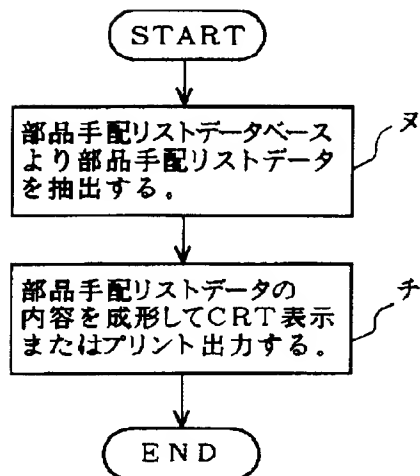 START
部品手配リストデータベース
より部品手配リストデータ
を抽出する。
ヌ
部品手配リストデータの
内容を成形してCRT表示
またはプリント出力する。
チ
END